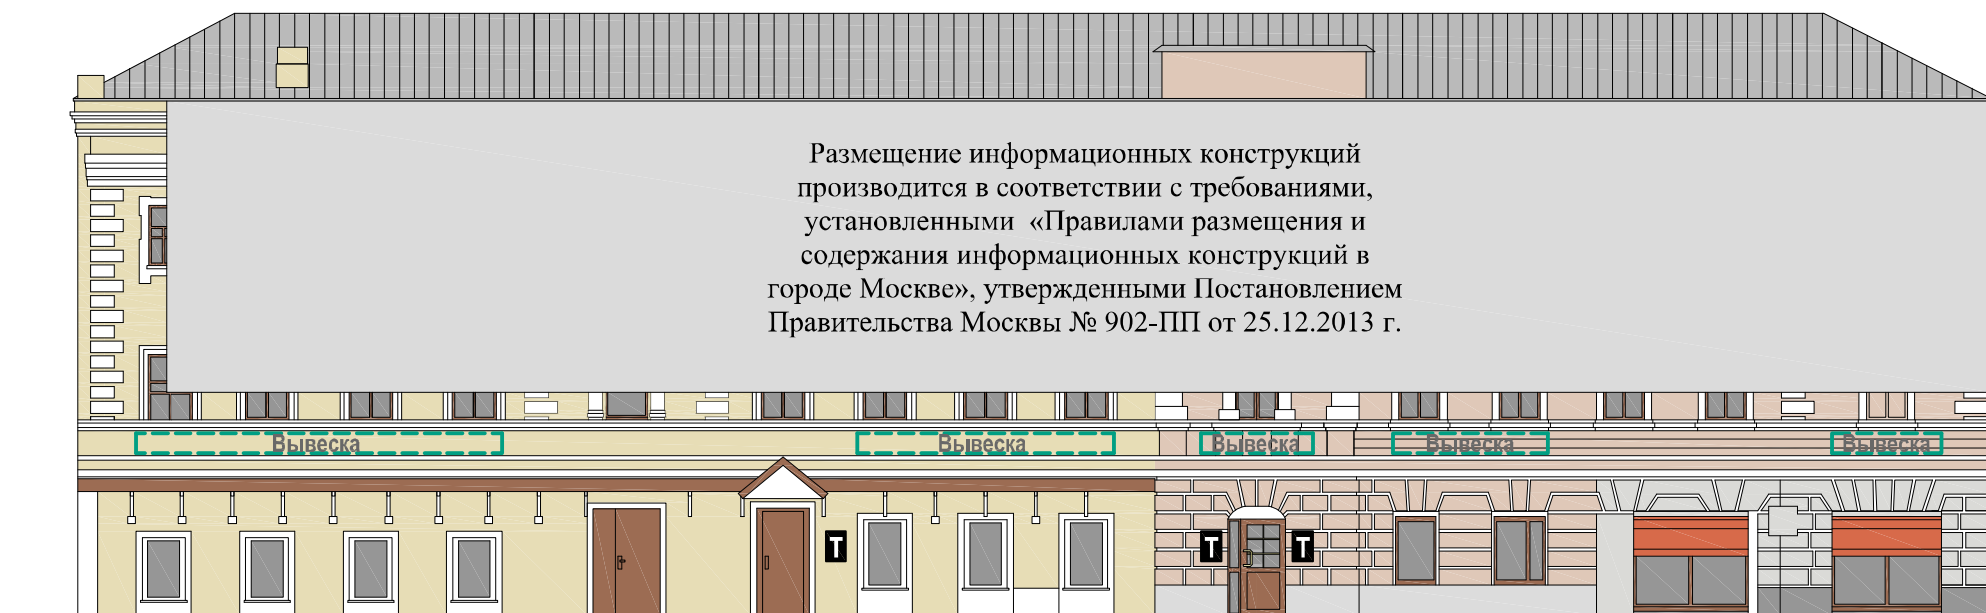 Размещение информационных конструкций
производится в соответствии с требованиями,
установленными «Правилами размещения и
содержания информационных конструкций в
городе Москве», утвержденными Постановлением
Правительства Москвы № 902-ПП от 25.12.2013 г.
Вывеска Вывеска Вывеска Вывеска Вывеска
Т Т Т